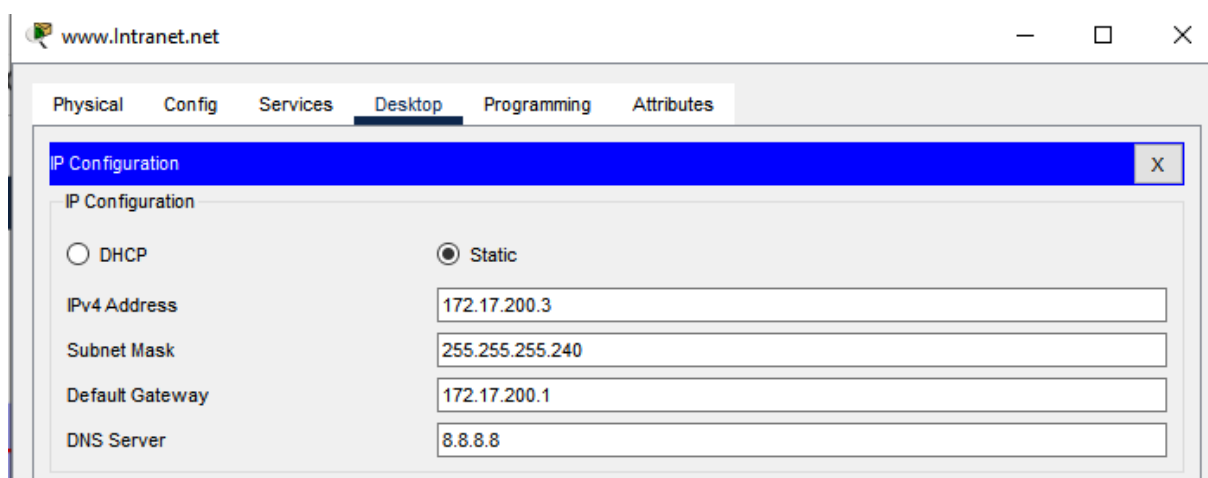 www.Intranet.net
Physical Config Services Desktop Programming Attributes
IP Configuration X
IP Configuration
DHCP Static
IPv4 Address 172.17.200.3
Subnet Mask 255.255.255.240
Default Gateway 172.17.200.1
DNS Server 8.8.8.8